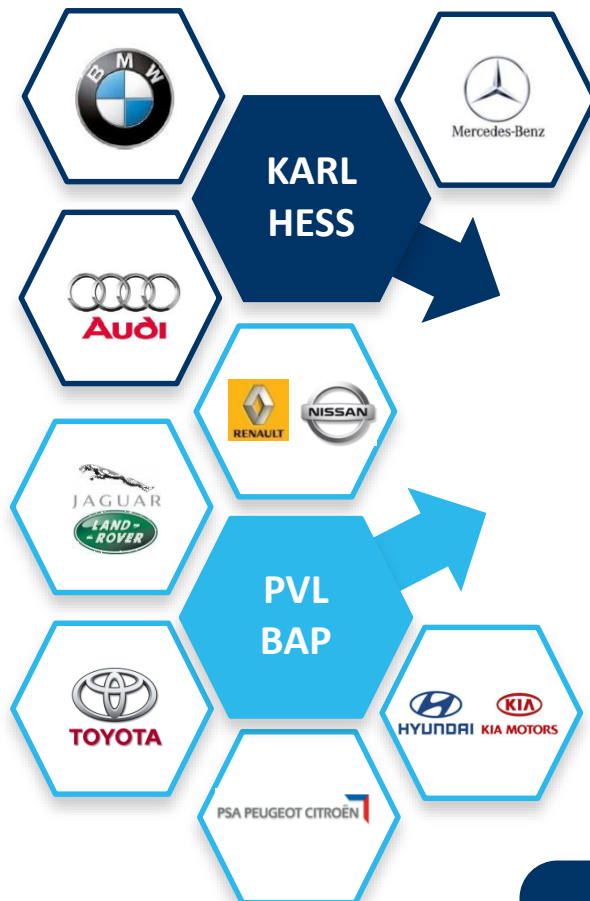 BMW
Mercedes-Benz
KARL
HESS
Audi
RENAULT
NISSAN
JAGUAR
LAND-
-ROVER
PVL
BAP
TOYOTA
HYUNDAI
KIA
KIA MOTORS
PSA PEUGEOT CITROËN